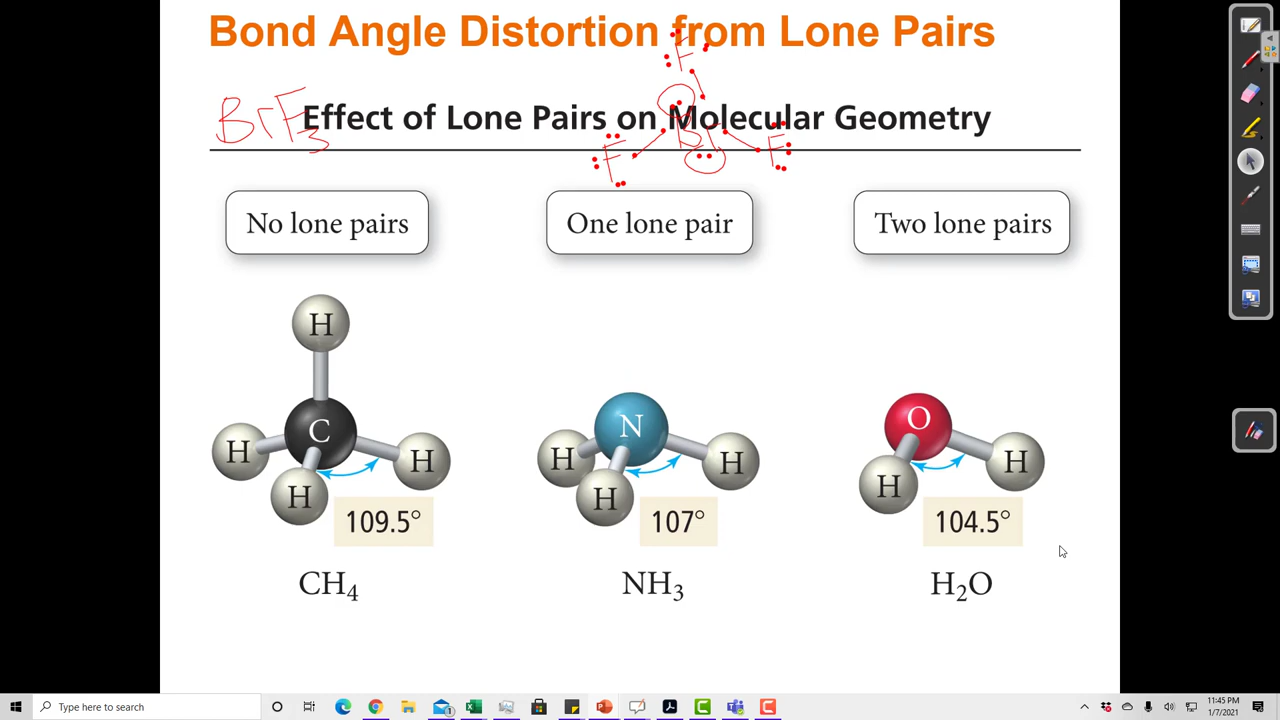 Bond Angle Distortion from Lone Pairs
F
BrF3
Effect of Lone Pairs on Molecular Geometry
F Br F
No lone pairs
One lone pair
Two lone pairs
H
C
H
H
H
109.5°
CH₄
N
H
H
H
107°
NH₃
O
H
H
104.5°
H₂O
Type here to search
11:45 PM
1/7/2021